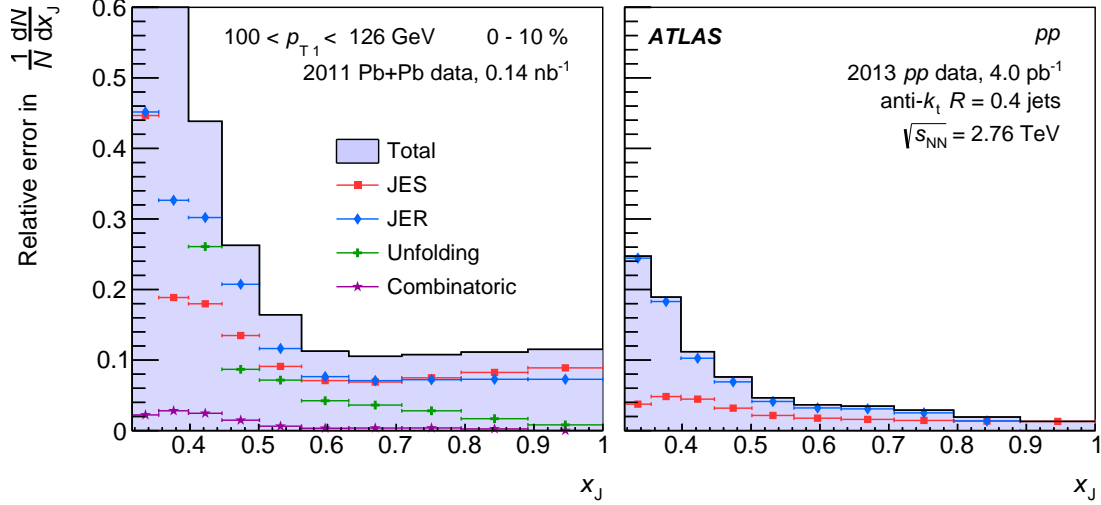 Relative error in 1/N dN/dx_J
0.6
0.5
0.4
0.3
0.2
0.1
0
100 < p_T 1 < 126 GeV 0 - 10 %
2011 Pb+Pb data, 0.14 nb⁻¹
Total
JES
JER
Unfolding
Combinatoric
0.4 0.5 0.6 0.7 0.8 0.9 1
x_J
ATLAS pp
2013 pp data, 4.0 pb⁻¹
anti-k_t R = 0.4 jets
√s_NN = 2.76 TeV
0.4 0.5 0.6 0.7 0.8 0.9 1
x_J